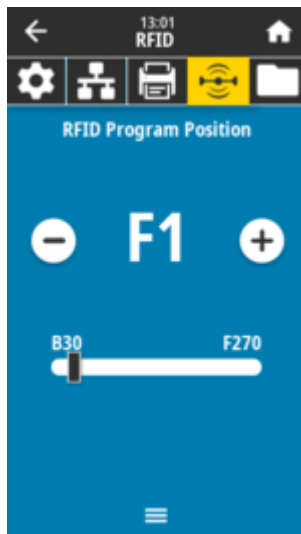 13:01
RFID
RFID Program Position
F1
B30 F270